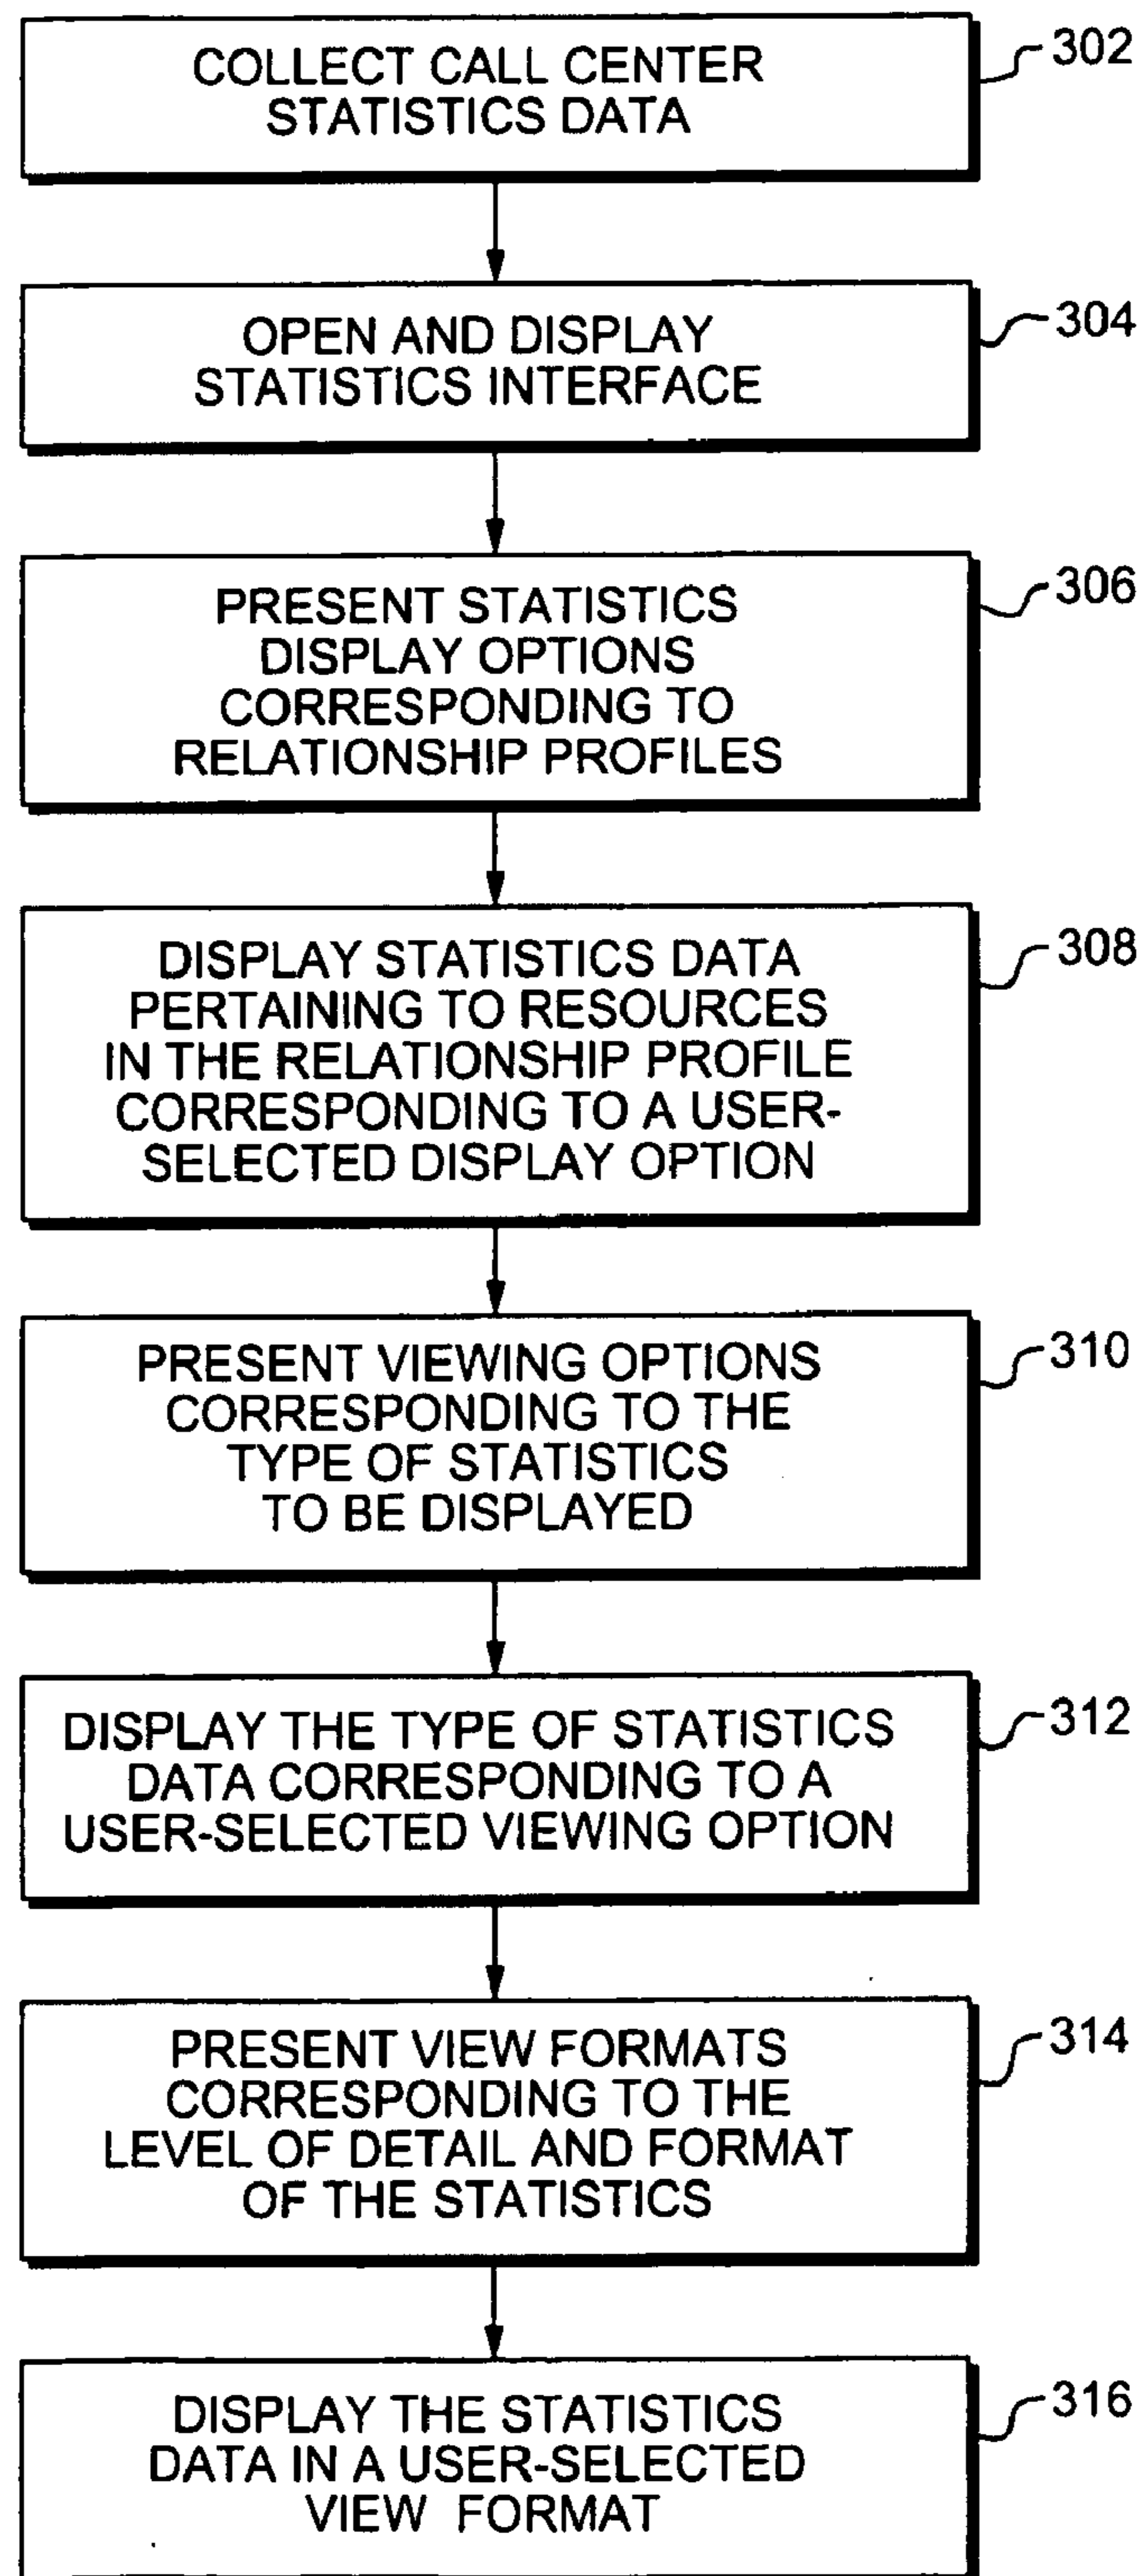 COLLECT CALL CENTER
STATISTICS DATA
302
OPEN AND DISPLAY
STATISTICS INTERFACE
304
PRESENT STATISTICS
DISPLAY OPTIONS
CORRESPONDING TO
RELATIONSHIP PROFILES
306
DISPLAY STATISTICS DATA
PERTAINING TO RESOURCES
IN THE RELATIONSHIP PROFILE
CORRESPONDING TO A USER-
SELECTED DISPLAY OPTION
308
PRESENT VIEWING OPTIONS
CORRESPONDING TO THE
TYPE OF STATISTICS
TO BE DISPLAYED
310
DISPLAY THE TYPE OF STATISTICS
DATA CORRESPONDING TO A
USER-SELECTED VIEWING OPTION
312
PRESENT VIEW FORMATS
CORRESPONDING TO THE
LEVEL OF DETAIL AND FORMAT
OF THE STATISTICS
314
DISPLAY THE STATISTICS
DATA IN A USER-SELECTED
VIEW FORMAT
316